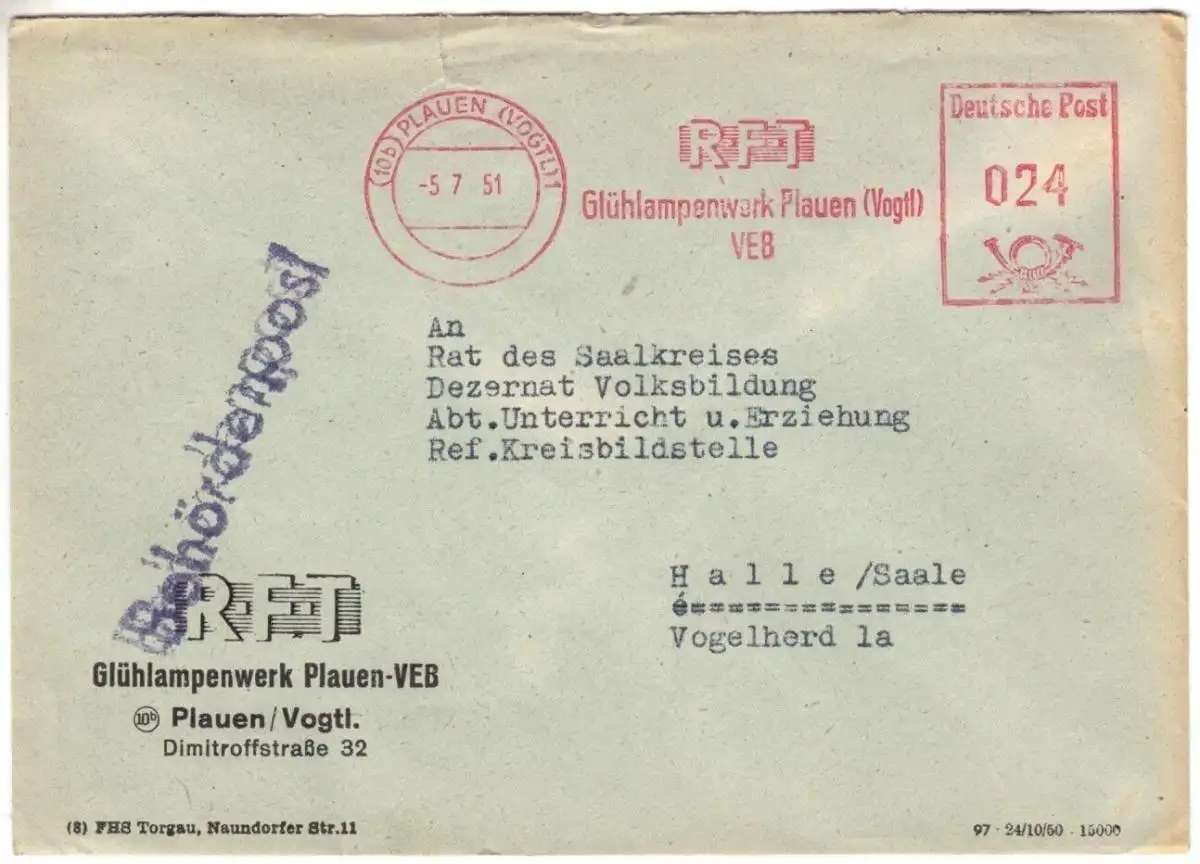 (10b) PLAUEN (VOGTL) 1
-5 7 51
R·F·T
Glühlampenwerk Plauen (Vogtl)
VEB
Deutsche Post
024
Behördenpost
An
Rat des Saalkreises
Dezernat Volksbildung
Abt.Unterricht u.Erziehung
Ref.Kreisbildstelle
H a l l e /Saale
é================
Vogelherd 1a
R·F·T
Glühlampenwerk Plauen-VEB
10b Plauen/Vogtl.
Dimitroffstraße 32
(8) FHS Torgau, Naundorfer Str.11
97 · 24/10/50 · 15000